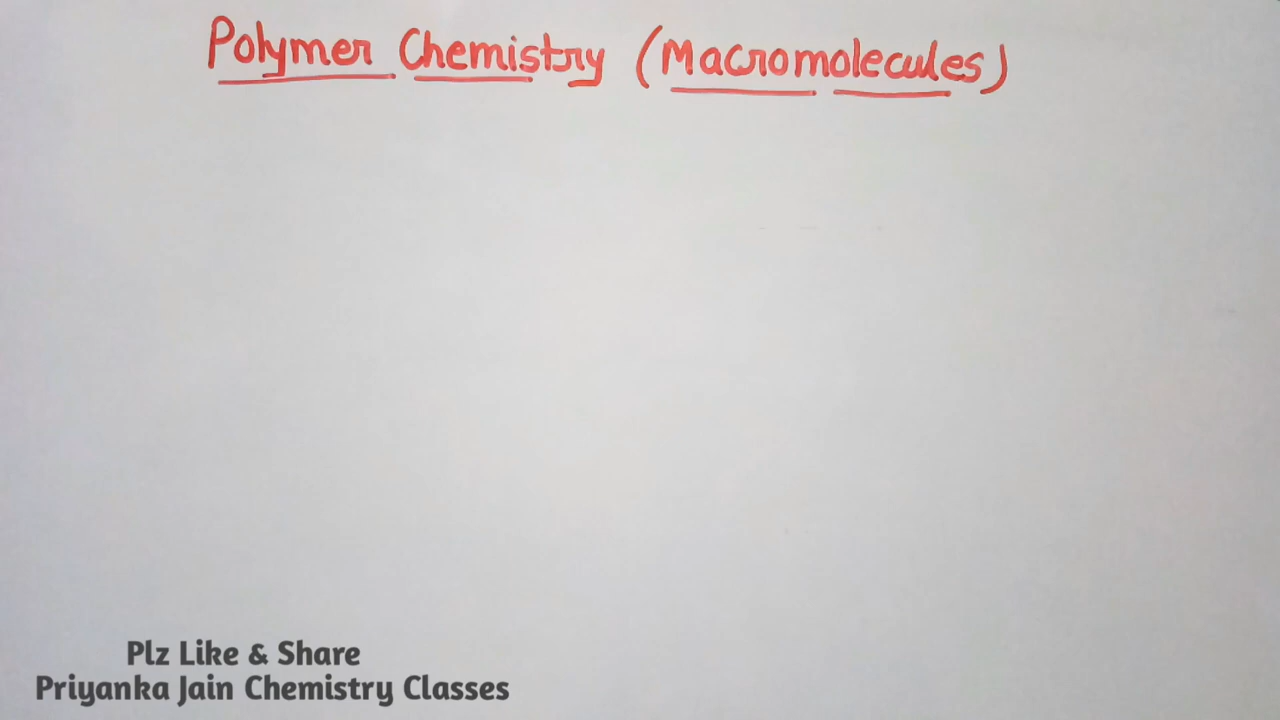 Polymer Chemistry (Macromolecules)
Plz Like & Share
Priyanka Jain Chemistry Classes